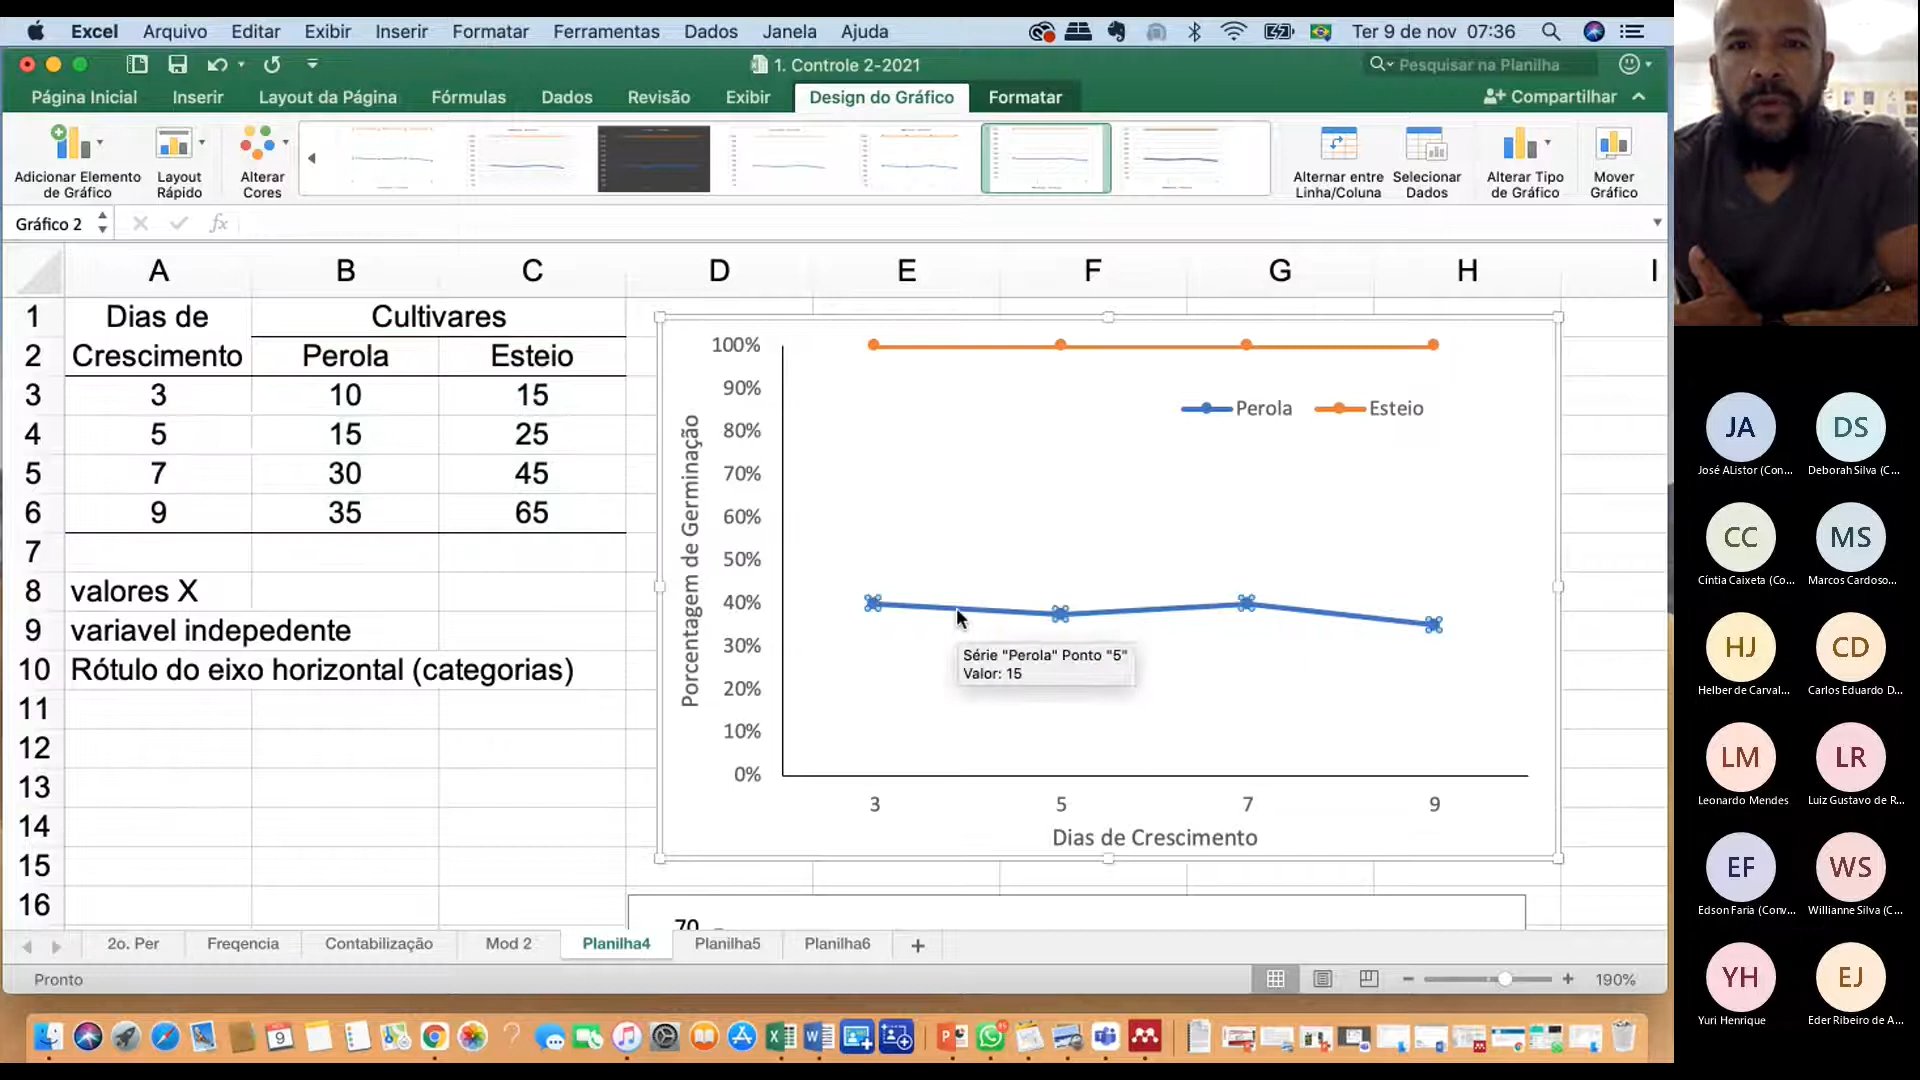 Excel Arquivo Editar Exibir Inserir Formatar Ferramentas Dados Janela Ajuda Ter 9 de nov 07:36
1. Controle 2-2021
Pesquisar na Planilha
Página Inicial Inserir Layout da Página Fórmulas Dados Revisão Exibir Design do Gráfico Formatar Compartilhar
Adicionar Elemento de Gráfico
Layout Rápido
Alterar Cores
Alternar entre Linha/Coluna
Selecionar Dados
Alterar Tipo de Gráfico
Mover Gráfico
Gráfico 2 fx
A B C D E F G H I
1 Dias de Cultivares
2 Crescimento Perola Esteio
3 3 10 15
4 5 15 25
5 7 30 45
6 9 35 65
7
8 valores X
9 variavel indepedente
10 Rótulo do eixo horizontal (categorias)
11
12
13
14
15
16
100%
90%
80%
70%
60%
50%
40%
30%
20%
10%
0%
Porcentagem de Germinação
Perola Esteio
Série "Perola" Ponto "5"
Valor: 15
3 5 7 9
Dias de Crescimento
70
2o. Per Freqencia Contabilização Mod 2 Planilha4 Planilha5 Planilha6 +
Pronto
190%
JA
José AListor (Con...
DS
Deborah Silva (C...
CC
Cíntia Caixeta (Co...
MS
Marcos Cardoso...
HJ
Helber de Carval...
CD
Carlos Eduardo D...
LM
Leonardo Mendes
LR
Luiz Gustavo de R...
EF
Edson Faria (Conv...
WS
Willianne Silva (C...
YH
Yuri Henrique
EJ
Eder Ribeiro de A...